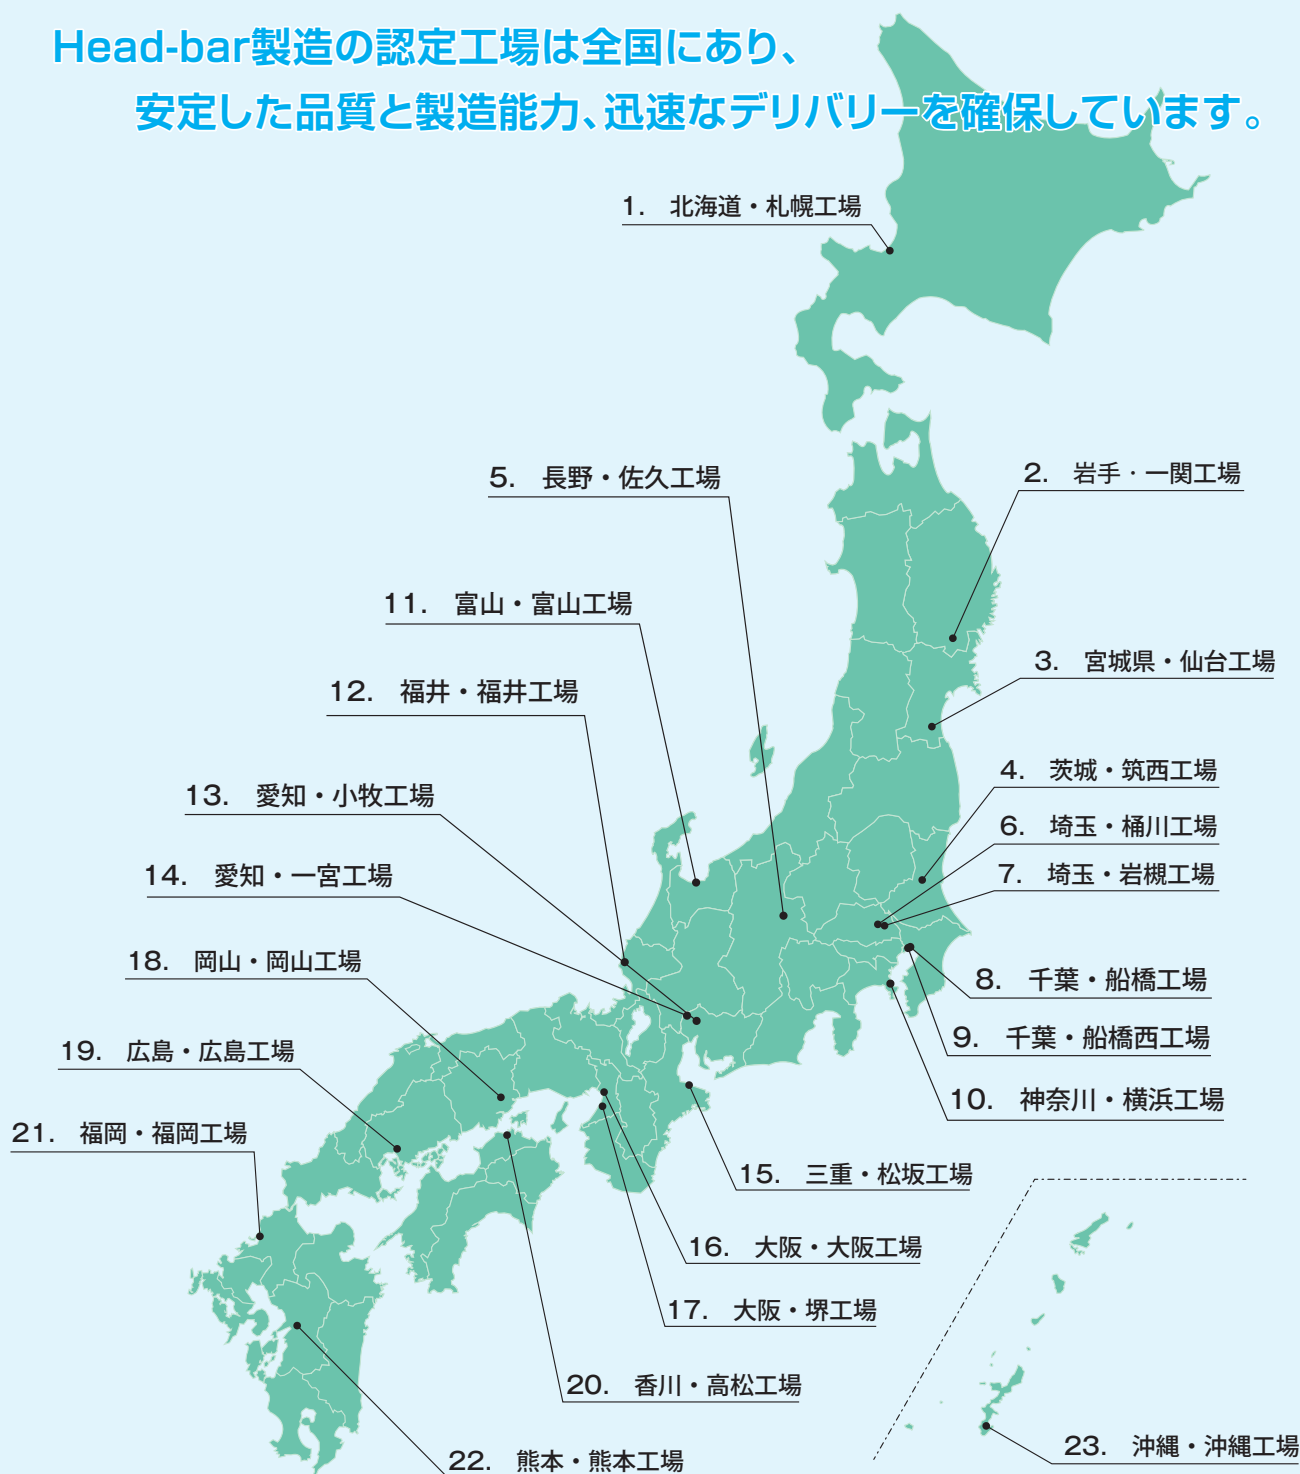 Head-bar製造の認定工場は全国にあり、
安定した品質と製造能力、迅速なデリバリーを確保しています。
1. 北海道・札幌工場
5. 長野・佐久工場
2. 岩手・一関工場
11. 富山・富山工場
3. 宮城県・仙台工場
12. 福井・福井工場
4. 茨城・筑西工場
13. 愛知・小牧工場
6. 埼玉・桶川工場
14. 愛知・一宮工場
7. 埼玉・岩槻工場
18. 岡山・岡山工場
8. 千葉・船橋工場
9. 千葉・船橋西工場
19. 広島・広島工場
10. 神奈川・横浜工場
21. 福岡・福岡工場
15. 三重・松坂工場
16. 大阪・大阪工場
17. 大阪・堺工場
20. 香川・高松工場
23. 沖縄・沖縄工場
22. 熊本・熊本工場